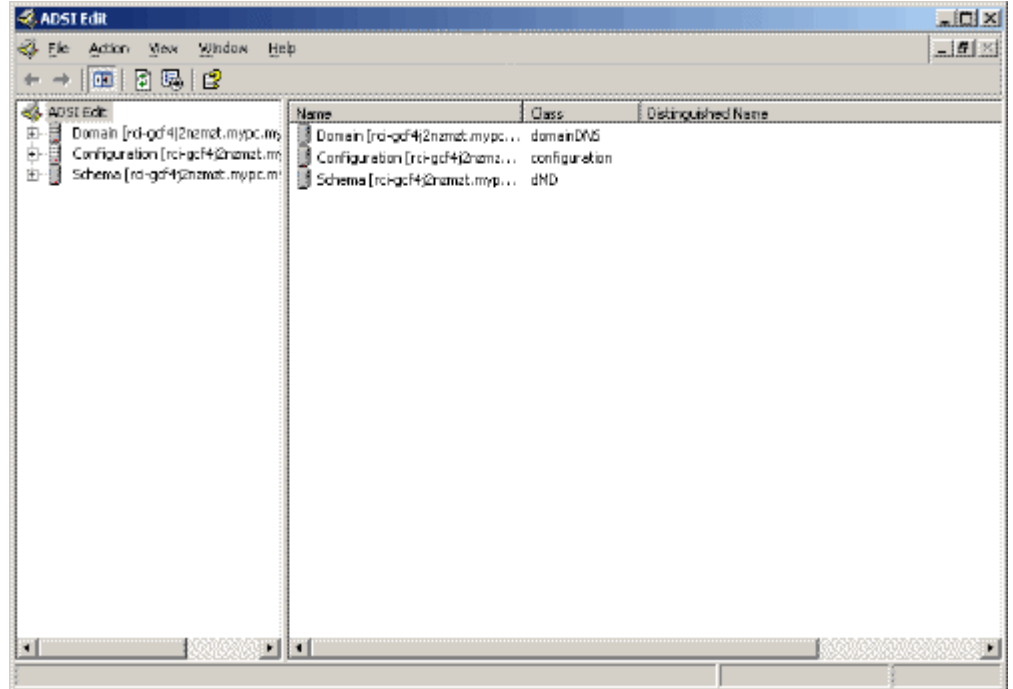 ADSI Edit
File Action View Window Help
ADSI Edit
Domain [rci-gcf4j2nzmzt.mypc.my
Configuration [rci-gcf4j2nzmzt.my
Schema [rci-gcf4j2nzmzt.mypc.m
Name Class Distinguished Name
Domain [rci-gcf4j2nzmzt.mypc... domainDNS
Configuration [rci-gcf4j2nzmz... configuration
Schema [rci-gcf4j2nzmzt.myp... dMD